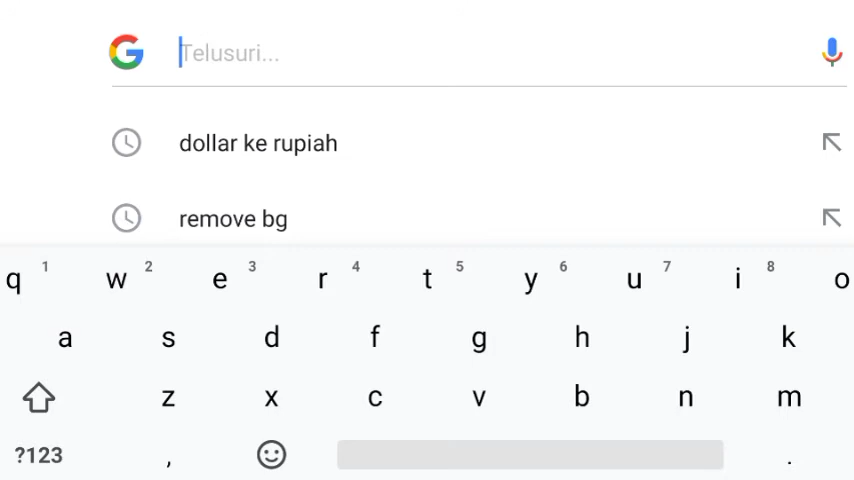 Telusuri...
dollar ke rupiah
remove bg
q 1 w 2 e 3 r 4 t 5 y 6 u 7 i 8 o
a s d f g h j k
z x c v b n m
?123 , .